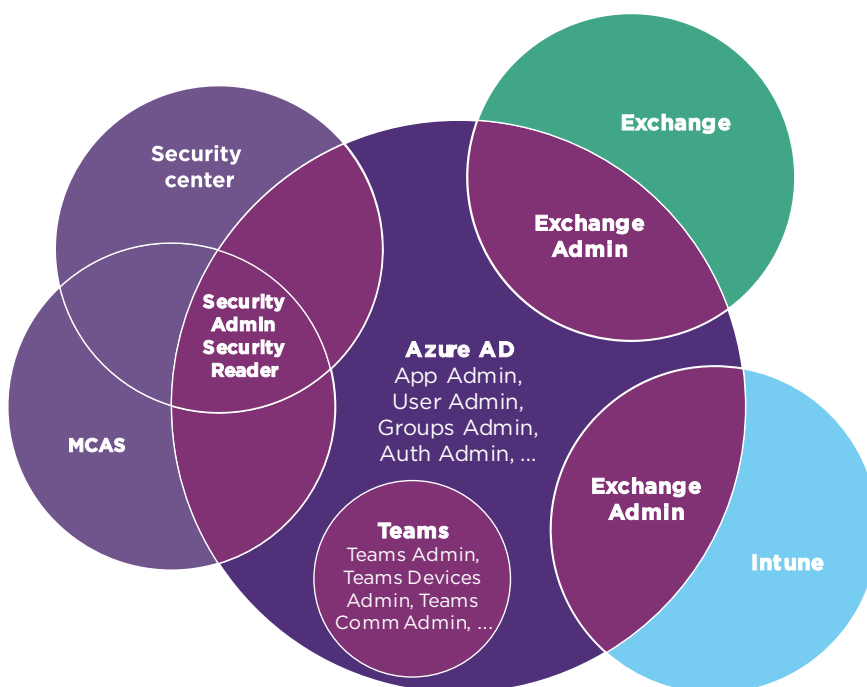 Exchange
Security
center
Exchange
Admin
Security
Admin
Security
Reader
Azure AD
App Admin,
User Admin,
Groups Admin,
Auth Admin, ...
MCAS
Exchange
Admin
Teams
Teams Admin,
Teams Devices
Admin, Teams
Comm Admin, ...
Intune